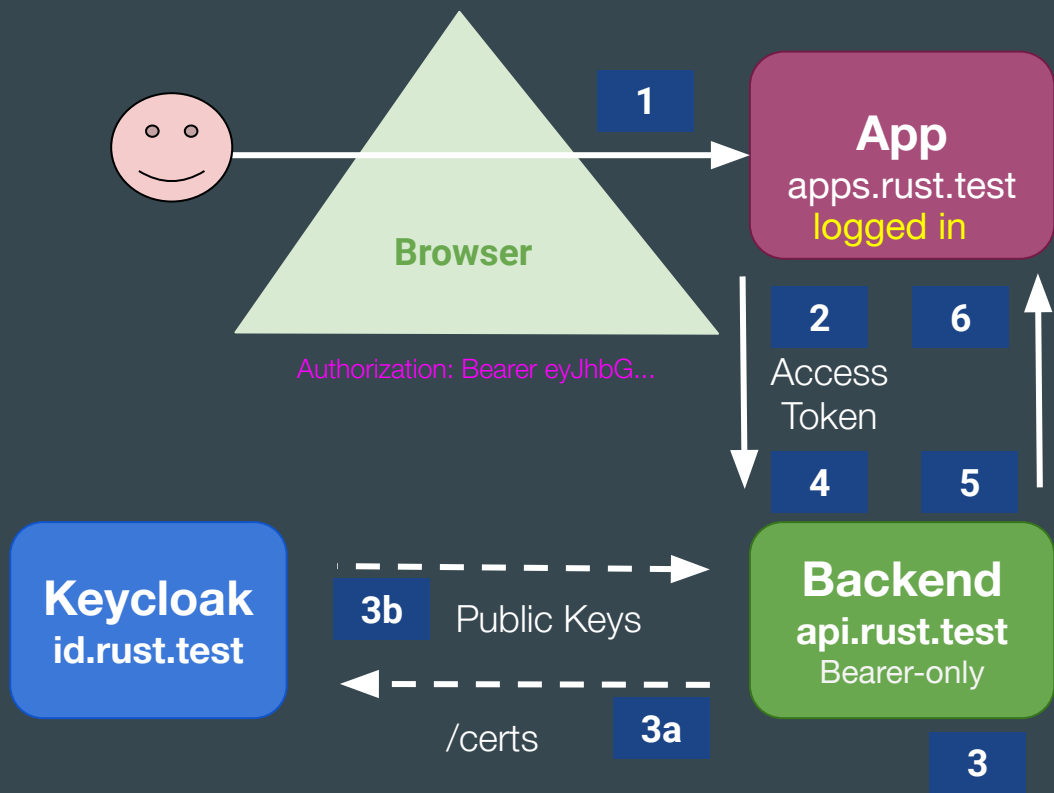 1
App
apps.rust.test
logged in
Browser
2
6
Authorization: Bearer eyJhbG...
Access
Token
4
5
Keycloak
id.rust.test
3b
Public Keys
Backend
api.rust.test
Bearer-only
/certs
3a
3